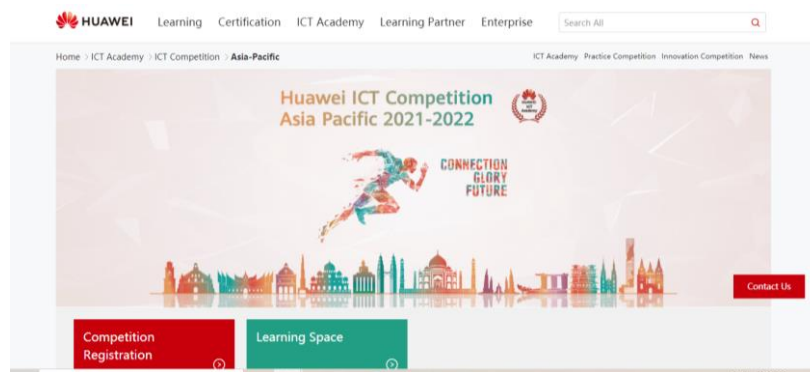 HUAWEI Learning Certification ICT Academy Learning Partner Enterprise Search All
Home > ICT Academy > ICT Competition > Asia-Pacific ICT Academy Practice Competition Innovation Competition News
Huawei ICT Competition
Asia Pacific 2021-2022
CONNECTION
GLORY
FUTURE
Contact Us
Competition
Registration
Learning Space